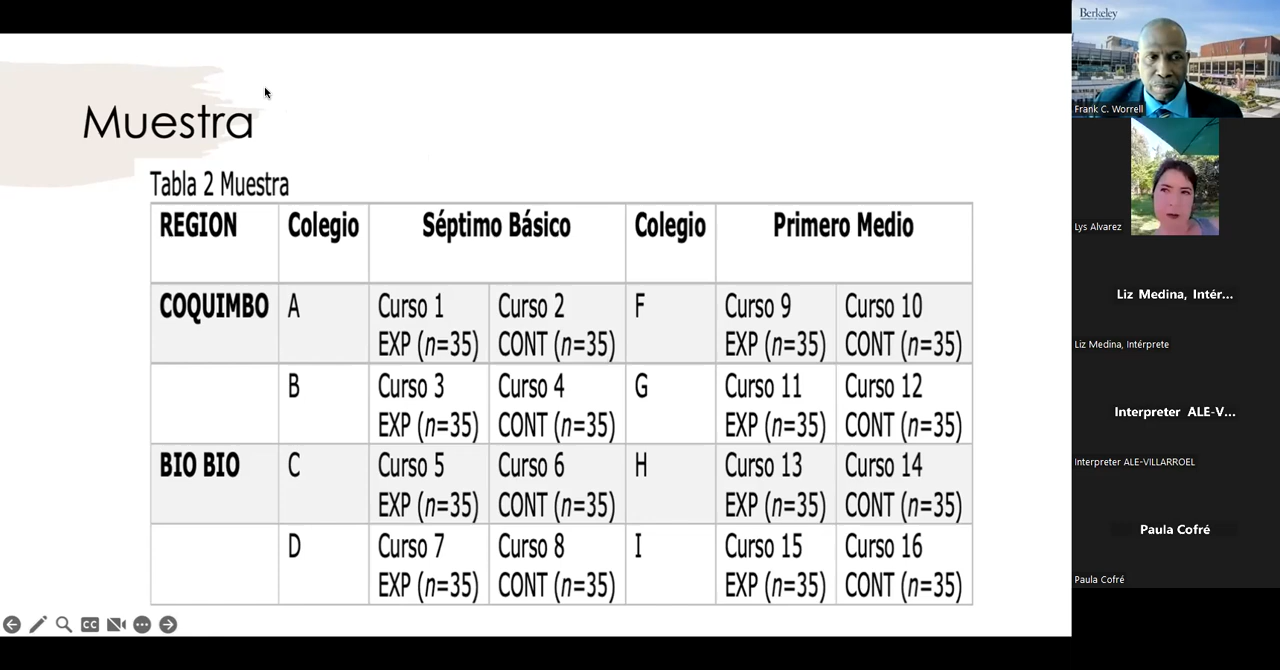 Muestra
Tabla 2 Muestra
REGION Colegio Séptimo Básico Colegio Primero Medio
COQUIMBO A Curso 1 Curso 2 F Curso 9 Curso 10
EXP (n=35) CONT (n=35) EXP (n=35) CONT (n=35)
B Curso 3 Curso 4 G Curso 11 Curso 12
EXP (n=35) CONT (n=35) EXP (n=35) CONT (n=35)
BIO BIO C Curso 5 Curso 6 H Curso 13 Curso 14
EXP (n=35) CONT (n=35) EXP (n=35) CONT (n=35)
D Curso 7 Curso 8 I Curso 15 Curso 16
EXP (n=35) CONT (n=35) EXP (n=35) CONT (n=35)
CC
Berkeley
Frank C. Worrell
Lys Alvarez
Liz Medina, Intér...
Liz Medina, Intérprete
Interpreter ALE-V...
Interpreter ALE-VILLARROEL
Paula Cofré
Paula Cofré